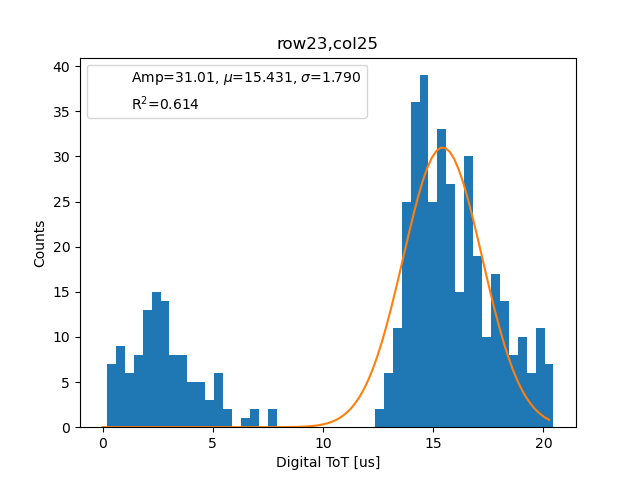 row23,col25
Amp=31.01, μ=15.431, σ=1.790
R²=0.614
40
35
30
25
20
15
10
5
0
Counts
0 5 10 15 20
Digital ToT [us]